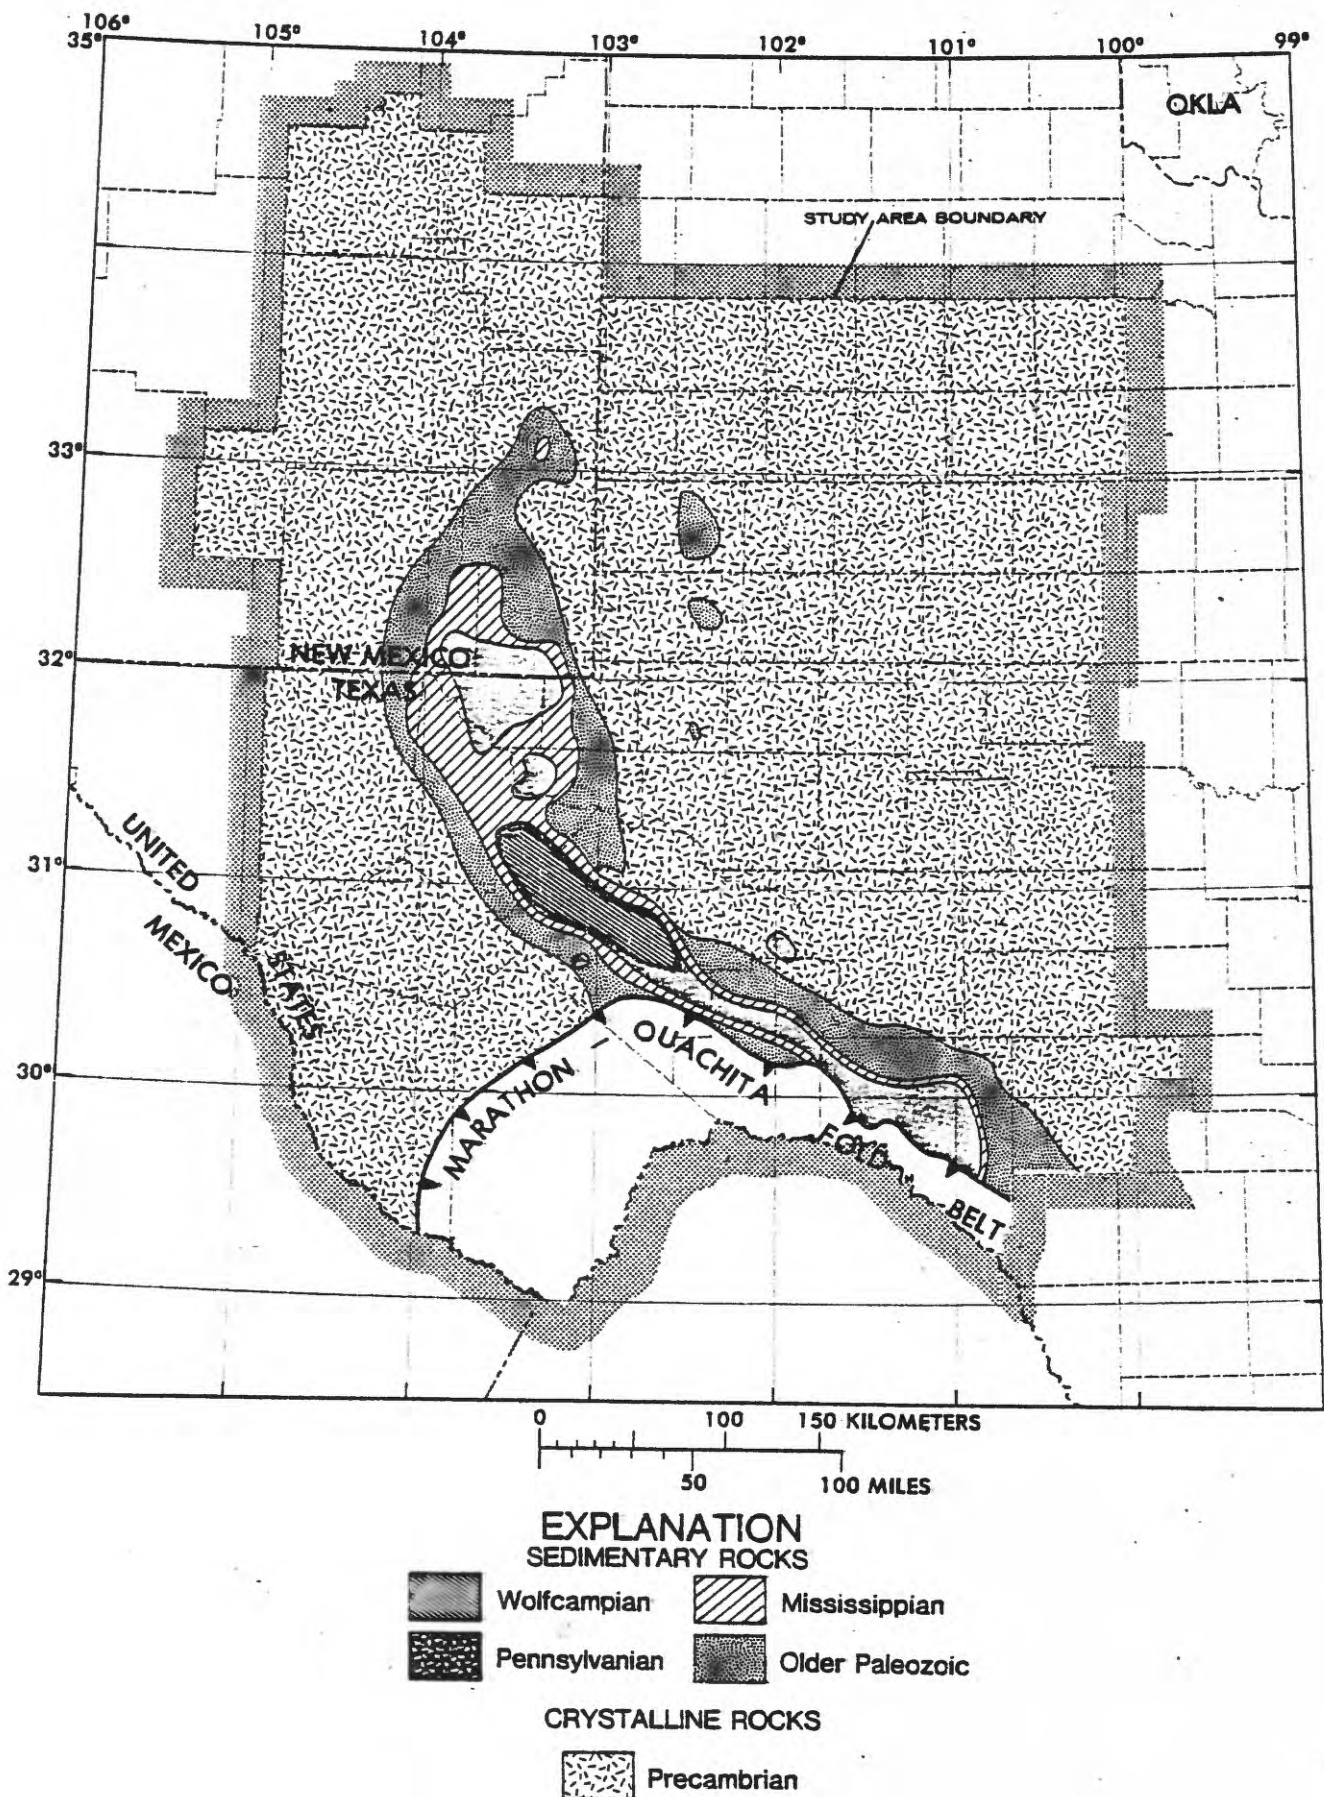 106°
35°
105°
104°
103°
102°
101°
100°
99°
OKLA
STUDY AREA BOUNDARY
33°
32°
NEW MEXICO
TEXAS
31°
UNITED
STATES
MEXICO
30°
MARATHON
OUACHITA
FOLD
BELT
29°
0 100 150 KILOMETERS
50 100 MILES
EXPLANATION
SEDIMENTARY ROCKS
Wolfcampian Mississippian
Pennsylvanian Older Paleozoic
CRYSTALLINE ROCKS
Precambrian